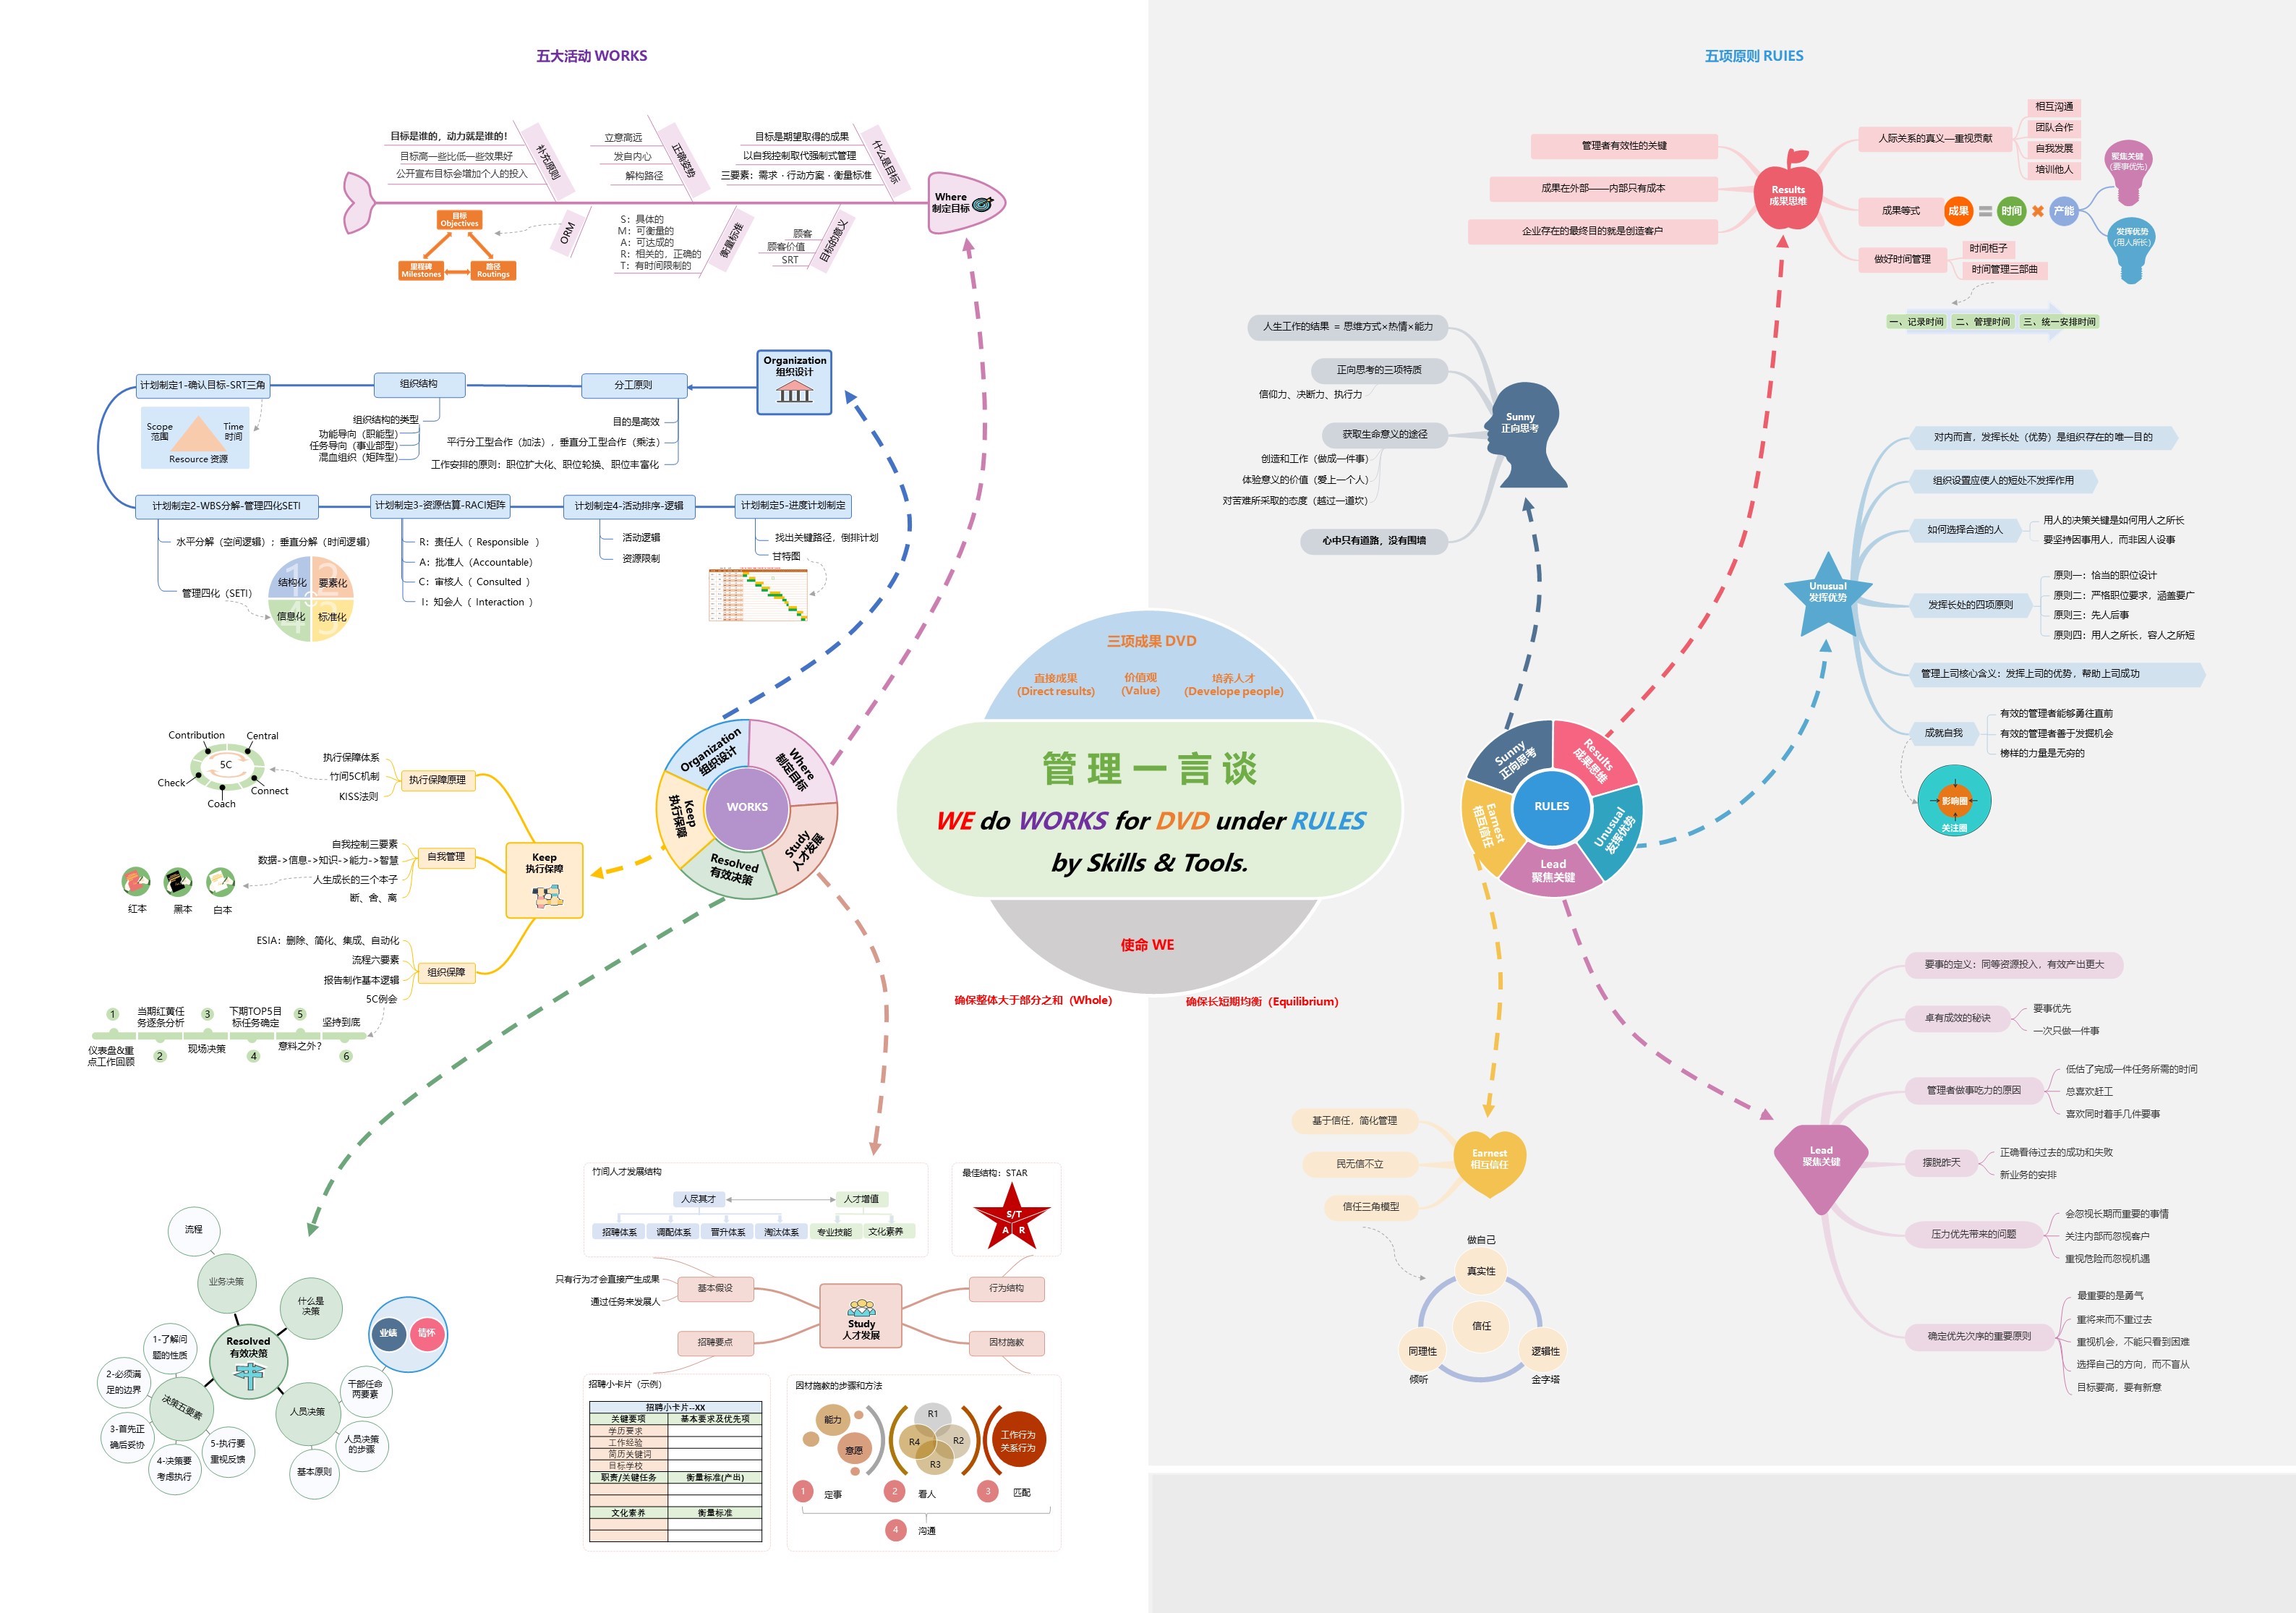 五大活动 WORKS
五项原则 RUIES
目标是谁的，动力就是谁的！
目标高一些比低一些效果好
公开宣布目标会增加个人的投入
补充原则
立意高远
发自内心
解构路径
正确姿势
目标是期望取得的成果
以自我控制取代强制式管理
三要素：需求 · 行动方案 · 衡量标准
什么是目标
Where
制定目标
目标
Objectives
里程碑
Milestones
路径
Routings
ORM
S：具体的
M：可衡量的
A：可达成的
R：相关的，正确的
T：有时间限制的
衡量标准
顾客
顾客价值
SRT
目标的意义
Organization
组织设计
分工原则
目的是高效
平行分工型合作（加法），垂直分工型合作（乘法）
工作安排的原则：职位扩大化、职位轮换、职位丰富化
组织结构
组织结构的类型
功能导向（职能型）
任务导向（事业部型）
混血组织（矩阵型）
计划制定1-确认目标-SRT三角
Scope
范围
Time
时间
Resource 资源
计划制定2-WBS分解-管理四化SETI
水平分解（空间逻辑）；垂直分解（时间逻辑）
管理四化（SETI）
1
结构化
2
要素化
4
信息化
3
标准化
计划制定3-资源估算-RACI矩阵
R：责任人（ Responsible ）
A：批准人（Accountable）
C：审核人（ Consulted ）
I：知会人（ Interaction ）
计划制定4-活动排序-逻辑
活动逻辑
资源限制
计划制定5-进度计划制定
找出关键路径，倒排计划
甘特图
Contribution
Central
5C
Check
Coach
Connect
执行保障体系
竹间5C机制
KISS法则
执行保障原理
自我控制三要素
数据->信息->知识->能力->智慧
人生成长的三个本子
断、舍、离
自我管理
红本
黑本
白本
Keep
执行保障
ESIA：删除、简化、集成、自动化
流程六要素
报告制作基本逻辑
5C例会
组织保障
1
仪表盘&重
点工作回顾
当期红黄任
务逐条分析
2
3
现场决策
下期TOP5目
标任务确定
4
5
意料之外？
坚持到底
6
WORKS
Organization
组织设计
Where
制定目标
Study
人才发展
Resolved
有效决策
Keep
执行保障
三项成果 DVD
直接成果
(Direct results)
价值观
(Value)
培养人才
(Develope people)
管理一言谈
WE do WORKS for DVD under RULES
by Skills & Tools.
使命 WE
确保整体大于部分之和（Whole）
确保长短期均衡（Equilibrium）
RULES
Sunny
正向思考
Results
成果思维
Unusual
发挥优势
Lead
聚焦关键
Earnest
相互信任
流程
业务决策
什么是
决策
Resolved
有效决策
业绩
情怀
干部任命
两要素
人员决策
人员决策
的步骤
基本原则
决策五要素
1-了解问
题的性质
2-必须满
足的边界
3-首先正
确后妥协
4-决策要
考虑执行
5-执行要
重视反馈
竹间人才发展结构
人尽其才
人才增值
招聘体系
调配体系
晋升体系
淘汰体系
专业技能
文化素养
最佳结构：STAR
S/T
A
R
只有行为才会直接产生成果
通过任务来发展人
基本假设
招聘要点
Study
人才发展
行为结构
因材施教
招聘小卡片（示例）
招聘小卡片--XX
关键要项
基本要求及优先项
学历要求
工作经验
简历关键词
目标学校
职责/关键任务
衡量标准(产出)
文化素养
衡量标准
因材施教的步骤和方法
能力
意愿
R1
R2
R3
R4
工作行为
关系行为
1
定事
2
看人
3
匹配
4
沟通
管理者有效性的关键
成果在外部——内部只有成本
企业存在的最终目的就是创造客户
Results
成果思维
人际关系的真义—重视贡献
相互沟通
团队合作
自我发展
培训他人
成果等式
成果
=
时间
×
产能
聚焦关键
(要事优先)
发挥优势
(用人所长)
做好时间管理
时间柜子
时间管理三部曲
一、记录时间
二、管理时间
三、统一安排时间
人生工作的结果 = 思维方式×热情×能力
正向思考的三项特质
信仰力、决断力、执行力
获取生命意义的途径
创造和工作（做成一件事）
体验意义的价值（爱上一个人）
对苦难所采取的态度（越过一道坎）
心中只有道路，没有围墙
Sunny
正向思考
Unusual
发挥优势
对内而言，发挥长处（优势）是组织存在的唯一目的
组织设置应使人的短处不发挥作用
如何选择合适的人
用人的决策关键是如何用人之所长
要坚持因事用人，而非因人设事
发挥长处的四项原则
原则一：恰当的职位设计
原则二：严格职位要求，涵盖要广
原则三：先人后事
原则四：用人之所长，容人之所短
管理上司核心含义：发挥上司的优势，帮助上司成功
成就自我
有效的管理者能够勇往直前
有效的管理者善于发掘机会
榜样的力量是无穷的
影响圈
关注圈
基于信任，简化管理
民无信不立
信任三角模型
Earnest
相互信任
做自己
真实性
信任
同理性
倾听
逻辑性
金字塔
Lead
聚焦关键
要事的定义：同等资源投入，有效产出更大
卓有成效的秘诀
要事优先
一次只做一件事
管理者做事吃力的原因
低估了完成一件任务所需的时间
总喜欢赶工
喜欢同时着手几件要事
摆脱昨天
正确看待过去的成功和失败
新业务的安排
压力优先带来的问题
会忽视长期而重要的事情
关注内部而忽视客户
重视危险而忽视机遇
确定优先次序的重要原则
最重要的是勇气
重将来而不重过去
重视机会，不能只看到困难
选择自己的方向，而不盲从
目标要高，要有新意